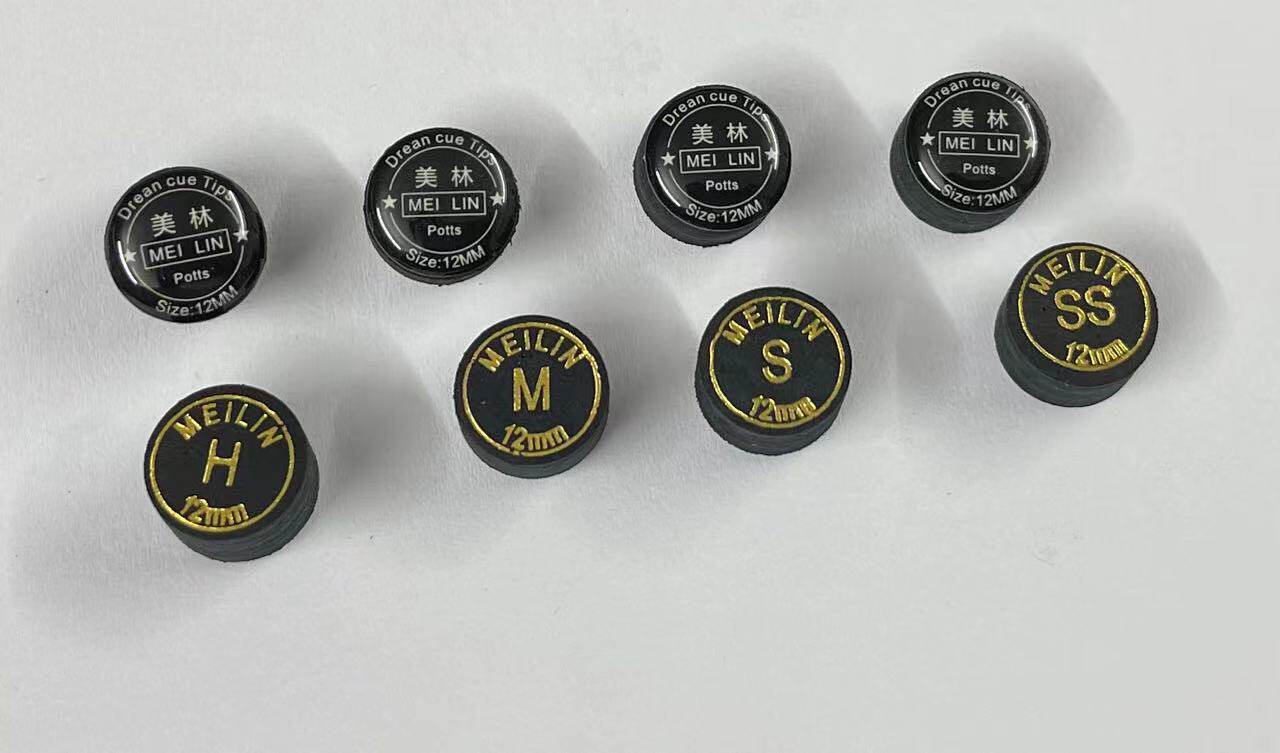 Drean cue Tips
美 林
MEI LIN
Potts
Size:12MM
Drean cue Tips
美 林
MEI LIN
Potts
Size:12MM
Drean cue Tips
美 林
MEI LIN
Potts
Size:12MM
Drean cue Tips
美 林
MEI LIN
Potts
Size:12MM
MEILIN
H
12mm
MEILIN
M
12mm
MEILIN
S
12mm
MEILIN
SS
12mm